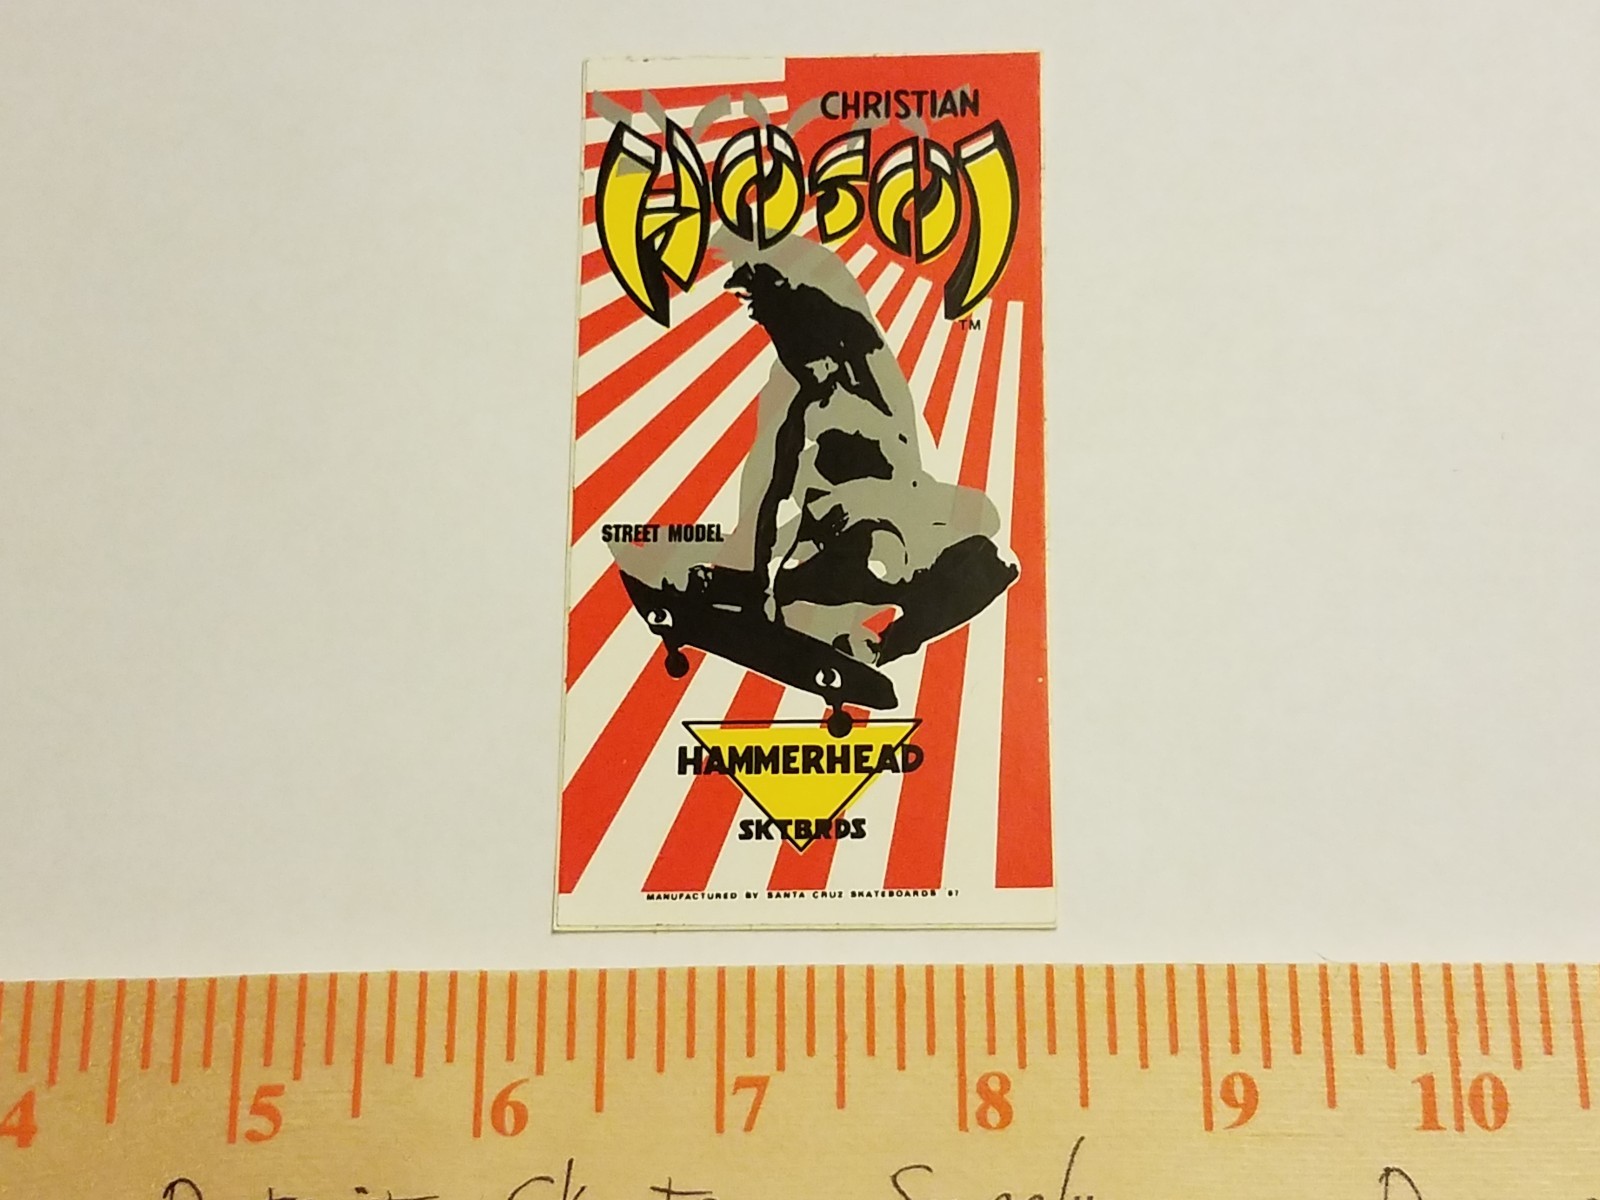 CHRISTIAN
HOSOI
TM
STREET MODEL
HAMMERHEAD
SKTBRDS
MANUFACTURED BY SANTA CRUZ SKATEBOARDS '87
4 5 6 7 8 9 10